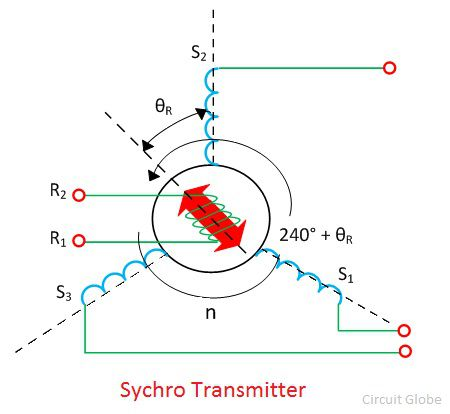 S₂
θR
R₂
R₁
240° + θR
S₃
S₁
n
Sychro Transmitter
Circuit Globe